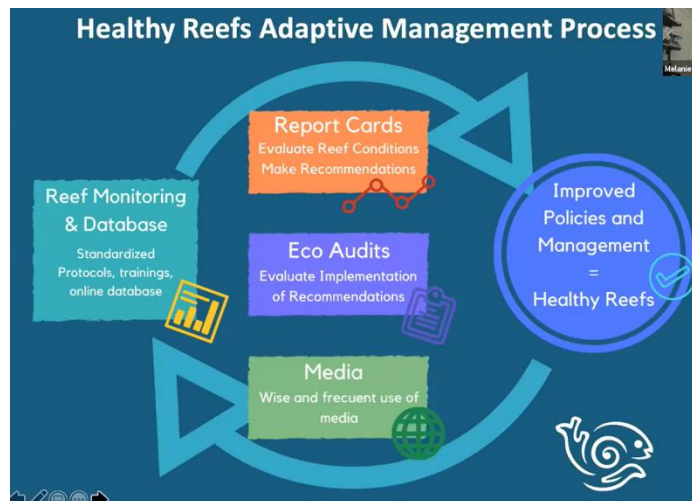 Healthy Reefs Adaptive Management Process
Melanie
Report Cards
Evaluate Reef Conditions
Make Recommendations
Reef Monitoring
& Database
Standardized
Protocols, trainings,
online database
Eco Audits
Evaluate Implementation
of Recommendations
Media
Wise and frecuent use of
media
Improved
Policies and
Management
=
Healthy Reefs